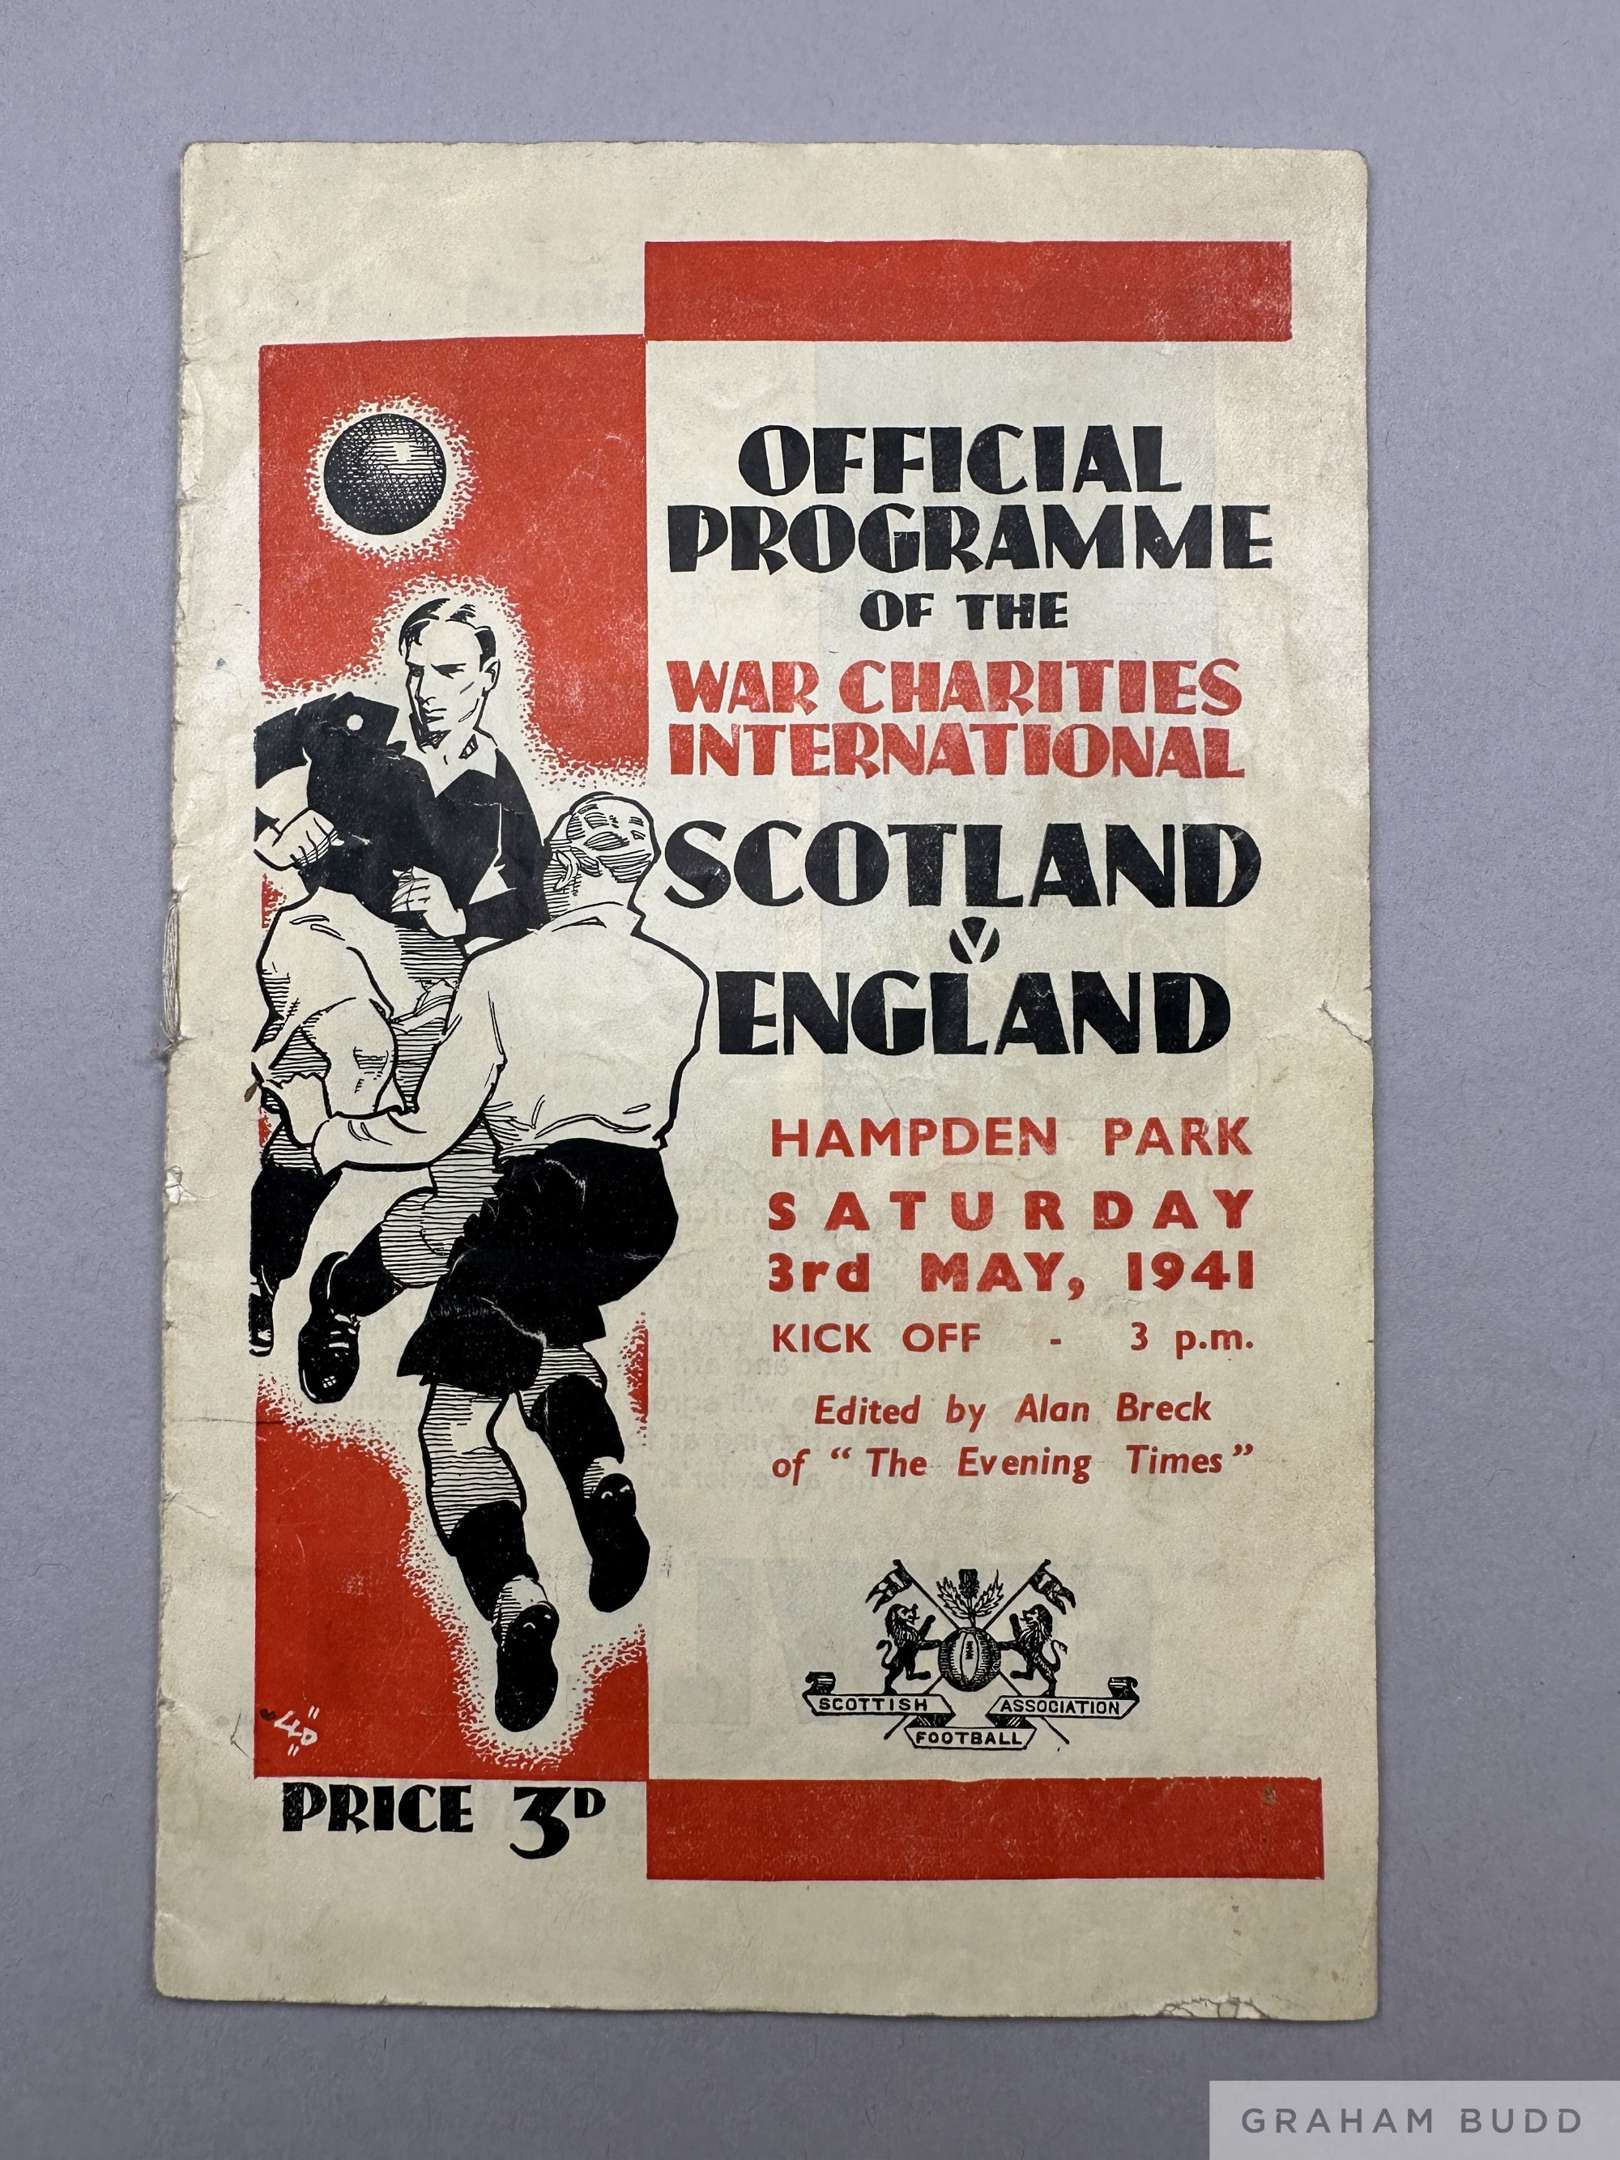 OFFICIAL
PROGRAMME
OF THE
WAR CHARITIES
INTERNATIONAL
SCOTLAND
V
ENGLAND
HAMPDEN PARK
SATURDAY
3rd MAY, 1941
KICK OFF - 3 p.m.
Edited by Alan Breck
of "The Evening Times"
SCOTTISH ASSOCIATION
FOOTBALL
PRICE 3D
GRAHAM BUDD